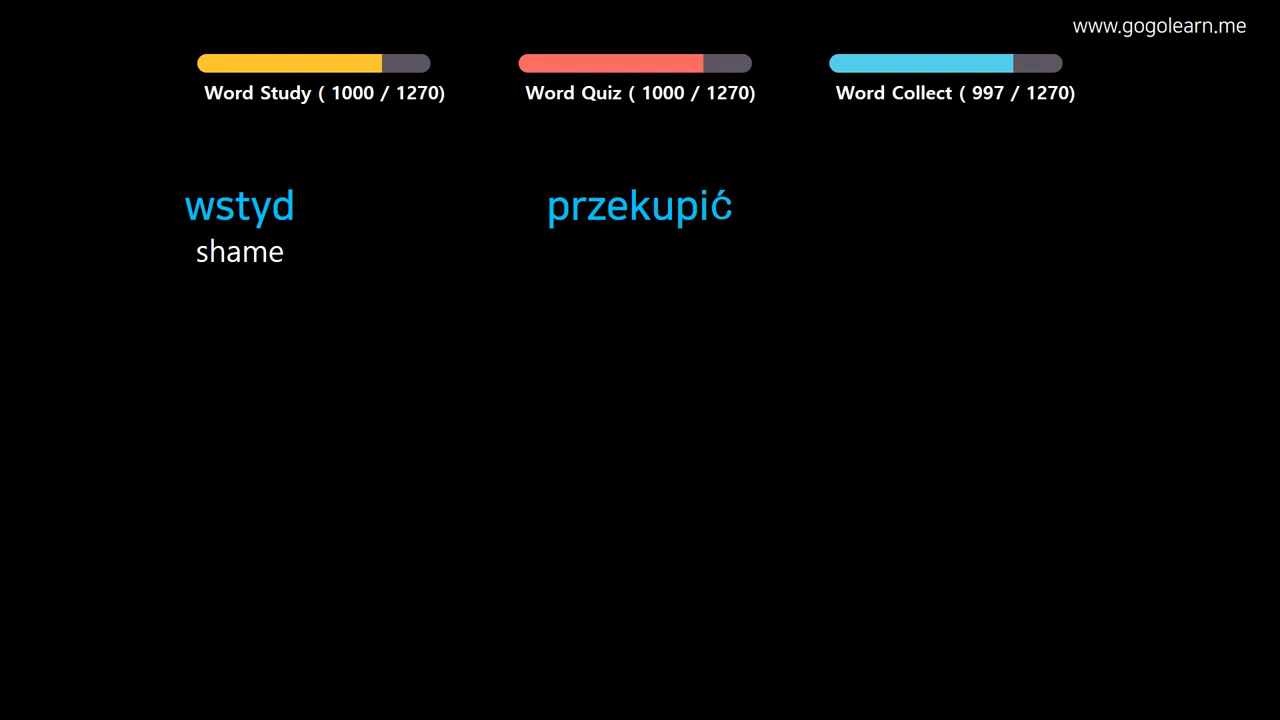 www.gogolearn.me
Word Study ( 1000 / 1270)
Word Quiz ( 1000 / 1270)
Word Collect ( 997 / 1270)
wstyd
shame
przekupić